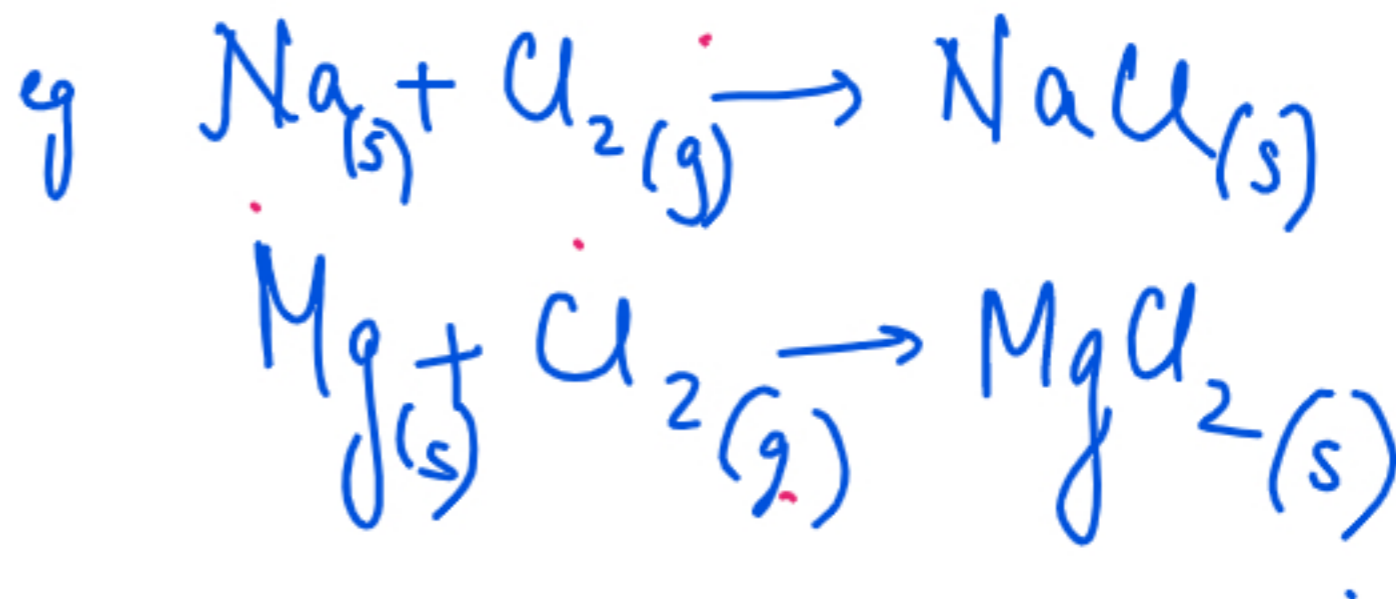 eg Na(s) + Cl₂(g) → NaCl(s)
Mg(s) + Cl₂(g) → MgCl₂(s)